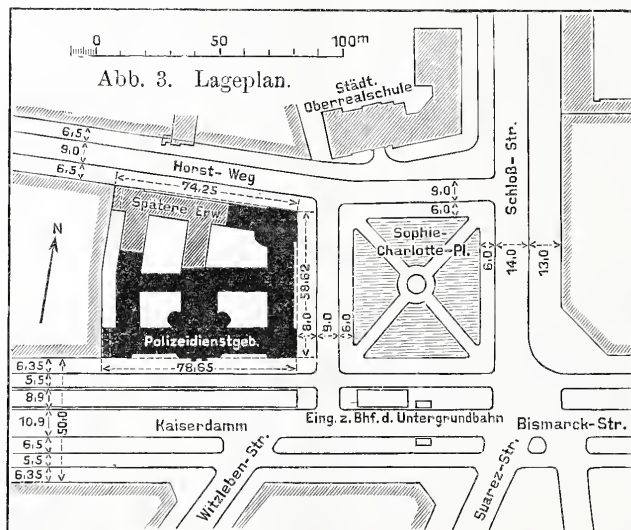 0 50 100m
Abb. 3. Lageplan.
Städt.
Oberrealschule
6,5
9,0
6,5
Horst-Weg
74,25
Spätere Erw.
Schloß-Str.
9,0
6,0
Sophie-
Charlotte-Pl.
6,0
14,0
13,0
N
58,62
8,0
9,0
6,0
Polizeidienstgeb.
78,65
6,35
5,5
8,9
10,9
6,5
5,5
6,35
50,0
Kaiserdamm
Eing. z. Bhf. d. Untergrundbahn
Bismarck-Str.
Witzleben-Str.
Suarez-Str.